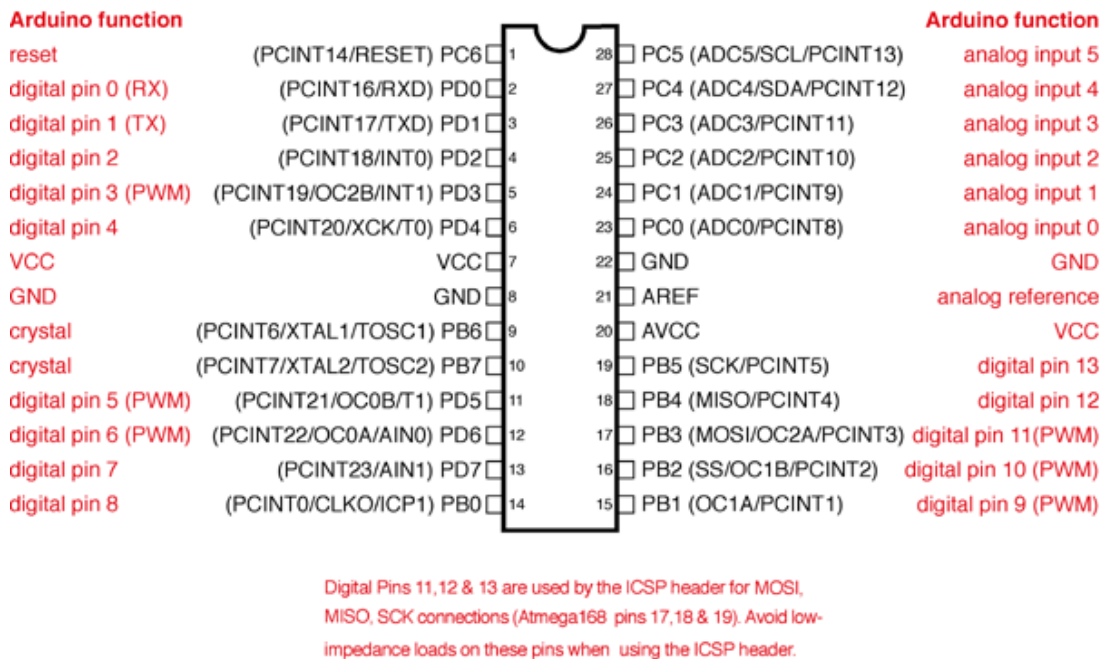 Arduino function Arduino function
reset (PCINT14/RESET) PC6 1 28 PC5 (ADC5/SCL/PCINT13) analog input 5
digital pin 0 (RX) (PCINT16/RXD) PD0 2 27 PC4 (ADC4/SDA/PCINT12) analog input 4
digital pin 1 (TX) (PCINT17/TXD) PD1 3 26 PC3 (ADC3/PCINT11) analog input 3
digital pin 2 (PCINT18/INT0) PD2 4 25 PC2 (ADC2/PCINT10) analog input 2
digital pin 3 (PWM) (PCINT19/OC2B/INT1) PD3 5 24 PC1 (ADC1/PCINT9) analog input 1
digital pin 4 (PCINT20/XCK/T0) PD4 6 23 PC0 (ADC0/PCINT8) analog input 0
VCC VCC 7 22 GND GND
GND GND 8 21 AREF analog reference
crystal (PCINT6/XTAL1/TOSC1) PB6 9 20 AVCC VCC
crystal (PCINT7/XTAL2/TOSC2) PB7 10 19 PB5 (SCK/PCINT5) digital pin 13
digital pin 5 (PWM) (PCINT21/OC0B/T1) PD5 11 18 PB4 (MISO/PCINT4) digital pin 12
digital pin 6 (PWM) (PCINT22/OC0A/AIN0) PD6 12 17 PB3 (MOSI/OC2A/PCINT3) digital pin 11(PWM)
digital pin 7 (PCINT23/AIN1) PD7 13 16 PB2 (SS/OC1B/PCINT2) digital pin 10 (PWM)
digital pin 8 (PCINT0/CLKO/ICP1) PB0 14 15 PB1 (OC1A/PCINT1) digital pin 9 (PWM)
Digital Pins 11,12 & 13 are used by the ICSP header for MOSI,
MISO, SCK connections (Atmega168 pins 17,18 & 19). Avoid low-
impedance loads on these pins when using the ICSP header.